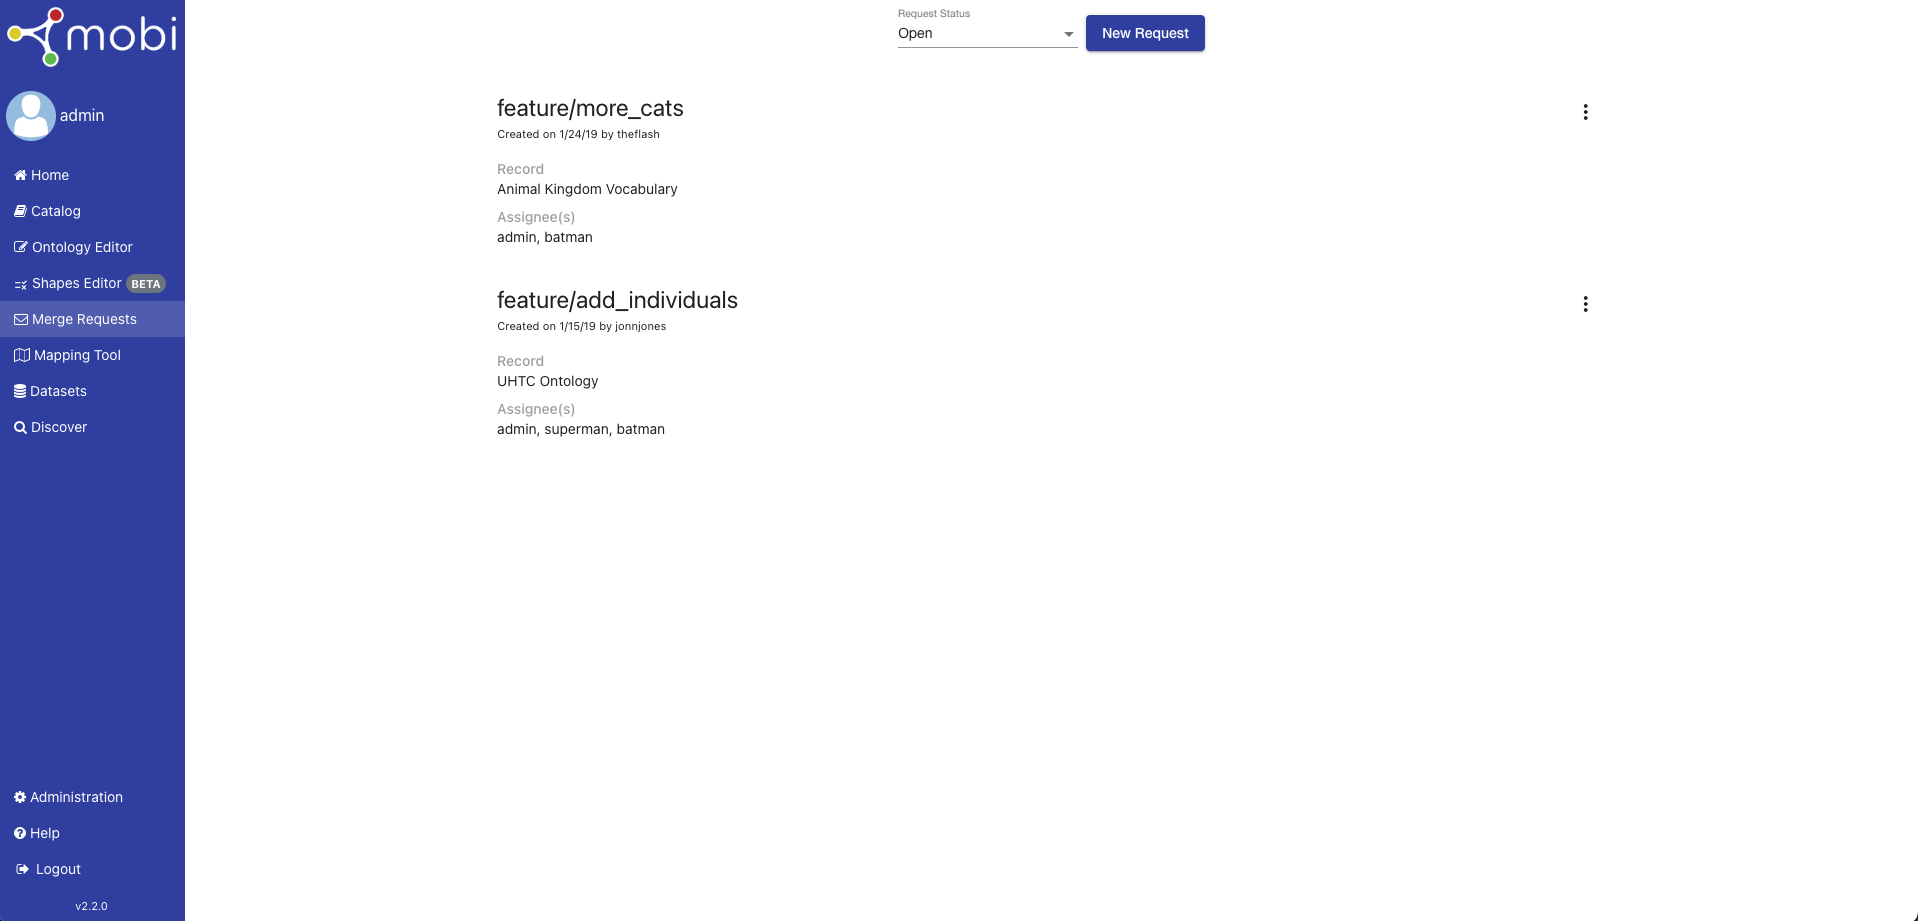 mobi
admin
Home
Catalog
Ontology Editor
Shapes Editor BETA
Merge Requests
Mapping Tool
Datasets
Discover
Administration
Help
Logout
v2.2.0
Request Status
Open
New Request
feature/more_cats
Created on 1/24/19 by theflash
Record
Animal Kingdom Vocabulary
Assignee(s)
admin, batman
feature/add_individuals
Created on 1/15/19 by jonnjones
Record
UHTC Ontology
Assignee(s)
admin, superman, batman